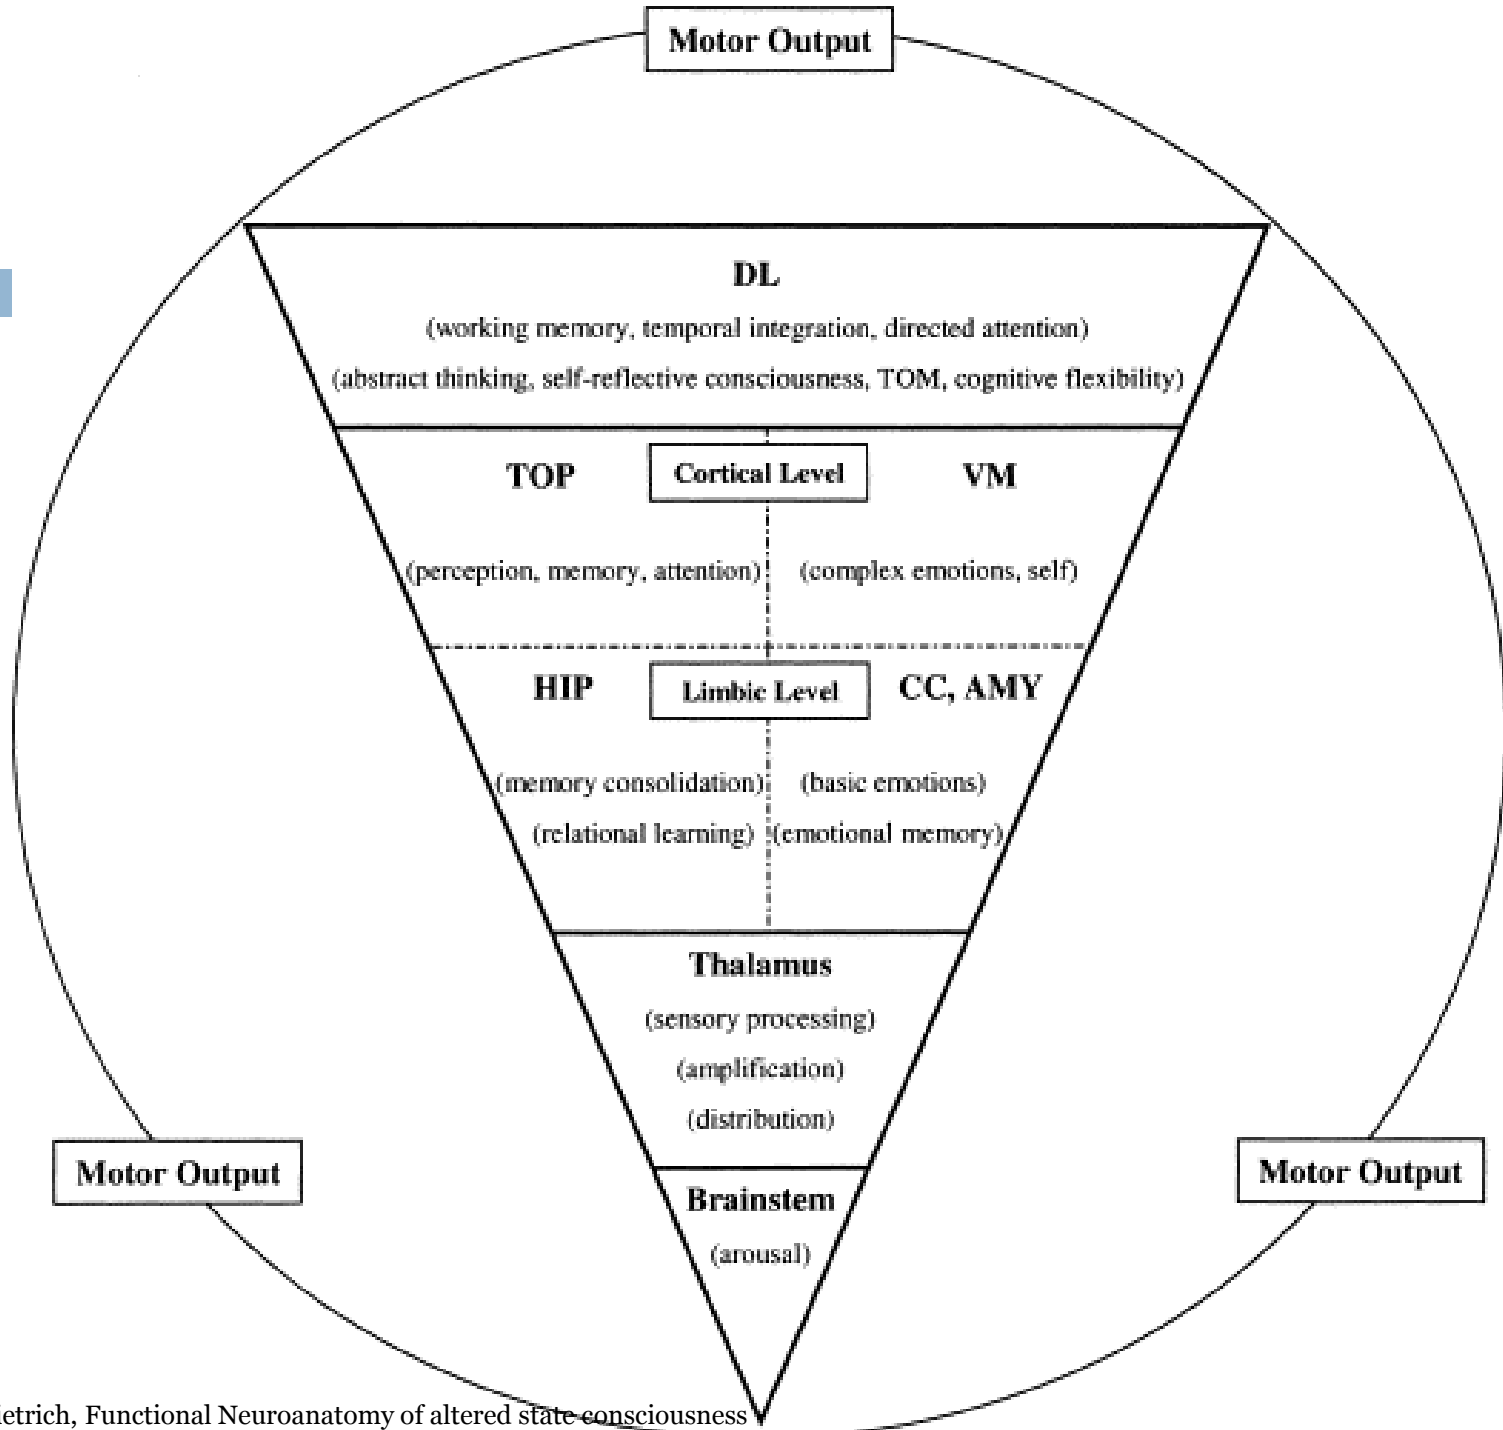 Motor Output
DL
(working memory, temporal integration, directed attention)
(abstract thinking, self-reflective consciousness, TOM, cognitive flexibility)
TOP Cortical Level VM
(perception, memory, attention) (complex emotions, self)
HIP Limbic Level CC, AMY
(memory consolidation) (basic emotions)
(relational learning) (emotional memory)
Thalamus
(sensory processing)
(amplification)
(distribution)
Motor Output Motor Output
Brainstem
(arousal)
ietrich, Functional Neuroanatomy of altered state consciousness